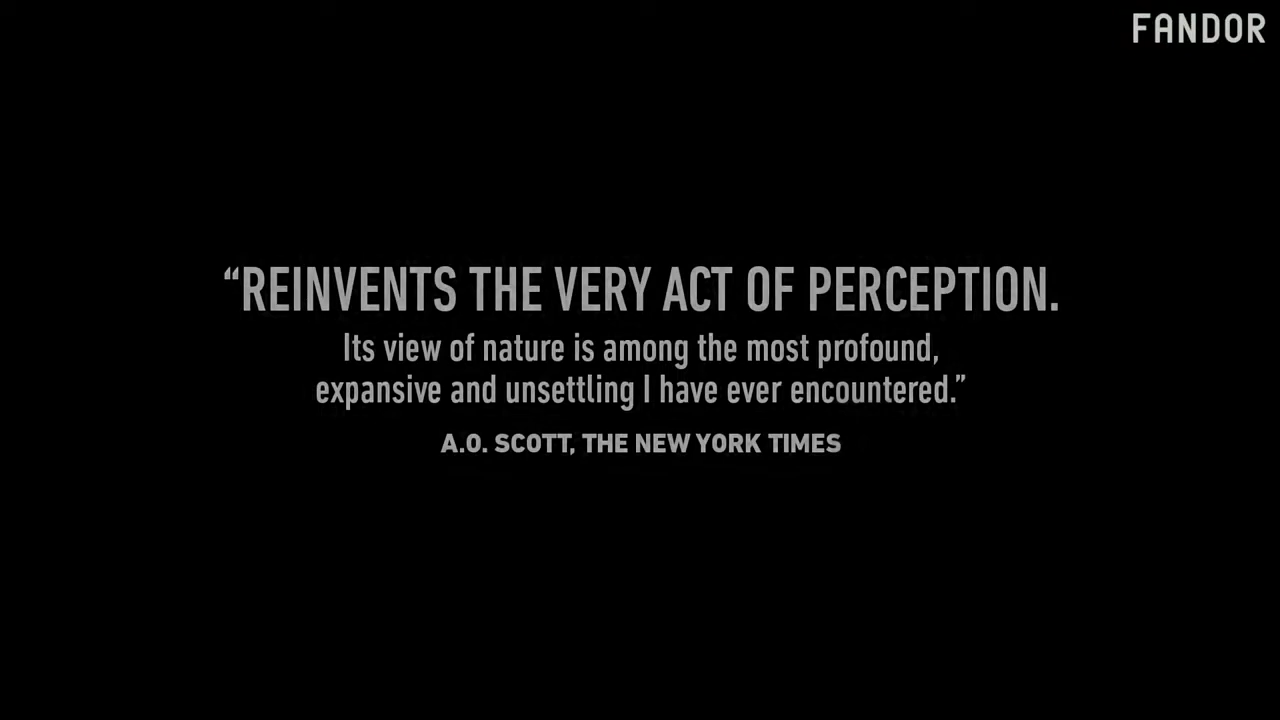 FANDOR
“REINVENTS THE VERY ACT OF PERCEPTION.
Its view of nature is among the most profound,
expansive and unsettling I have ever encountered.”
A.O. SCOTT, THE NEW YORK TIMES